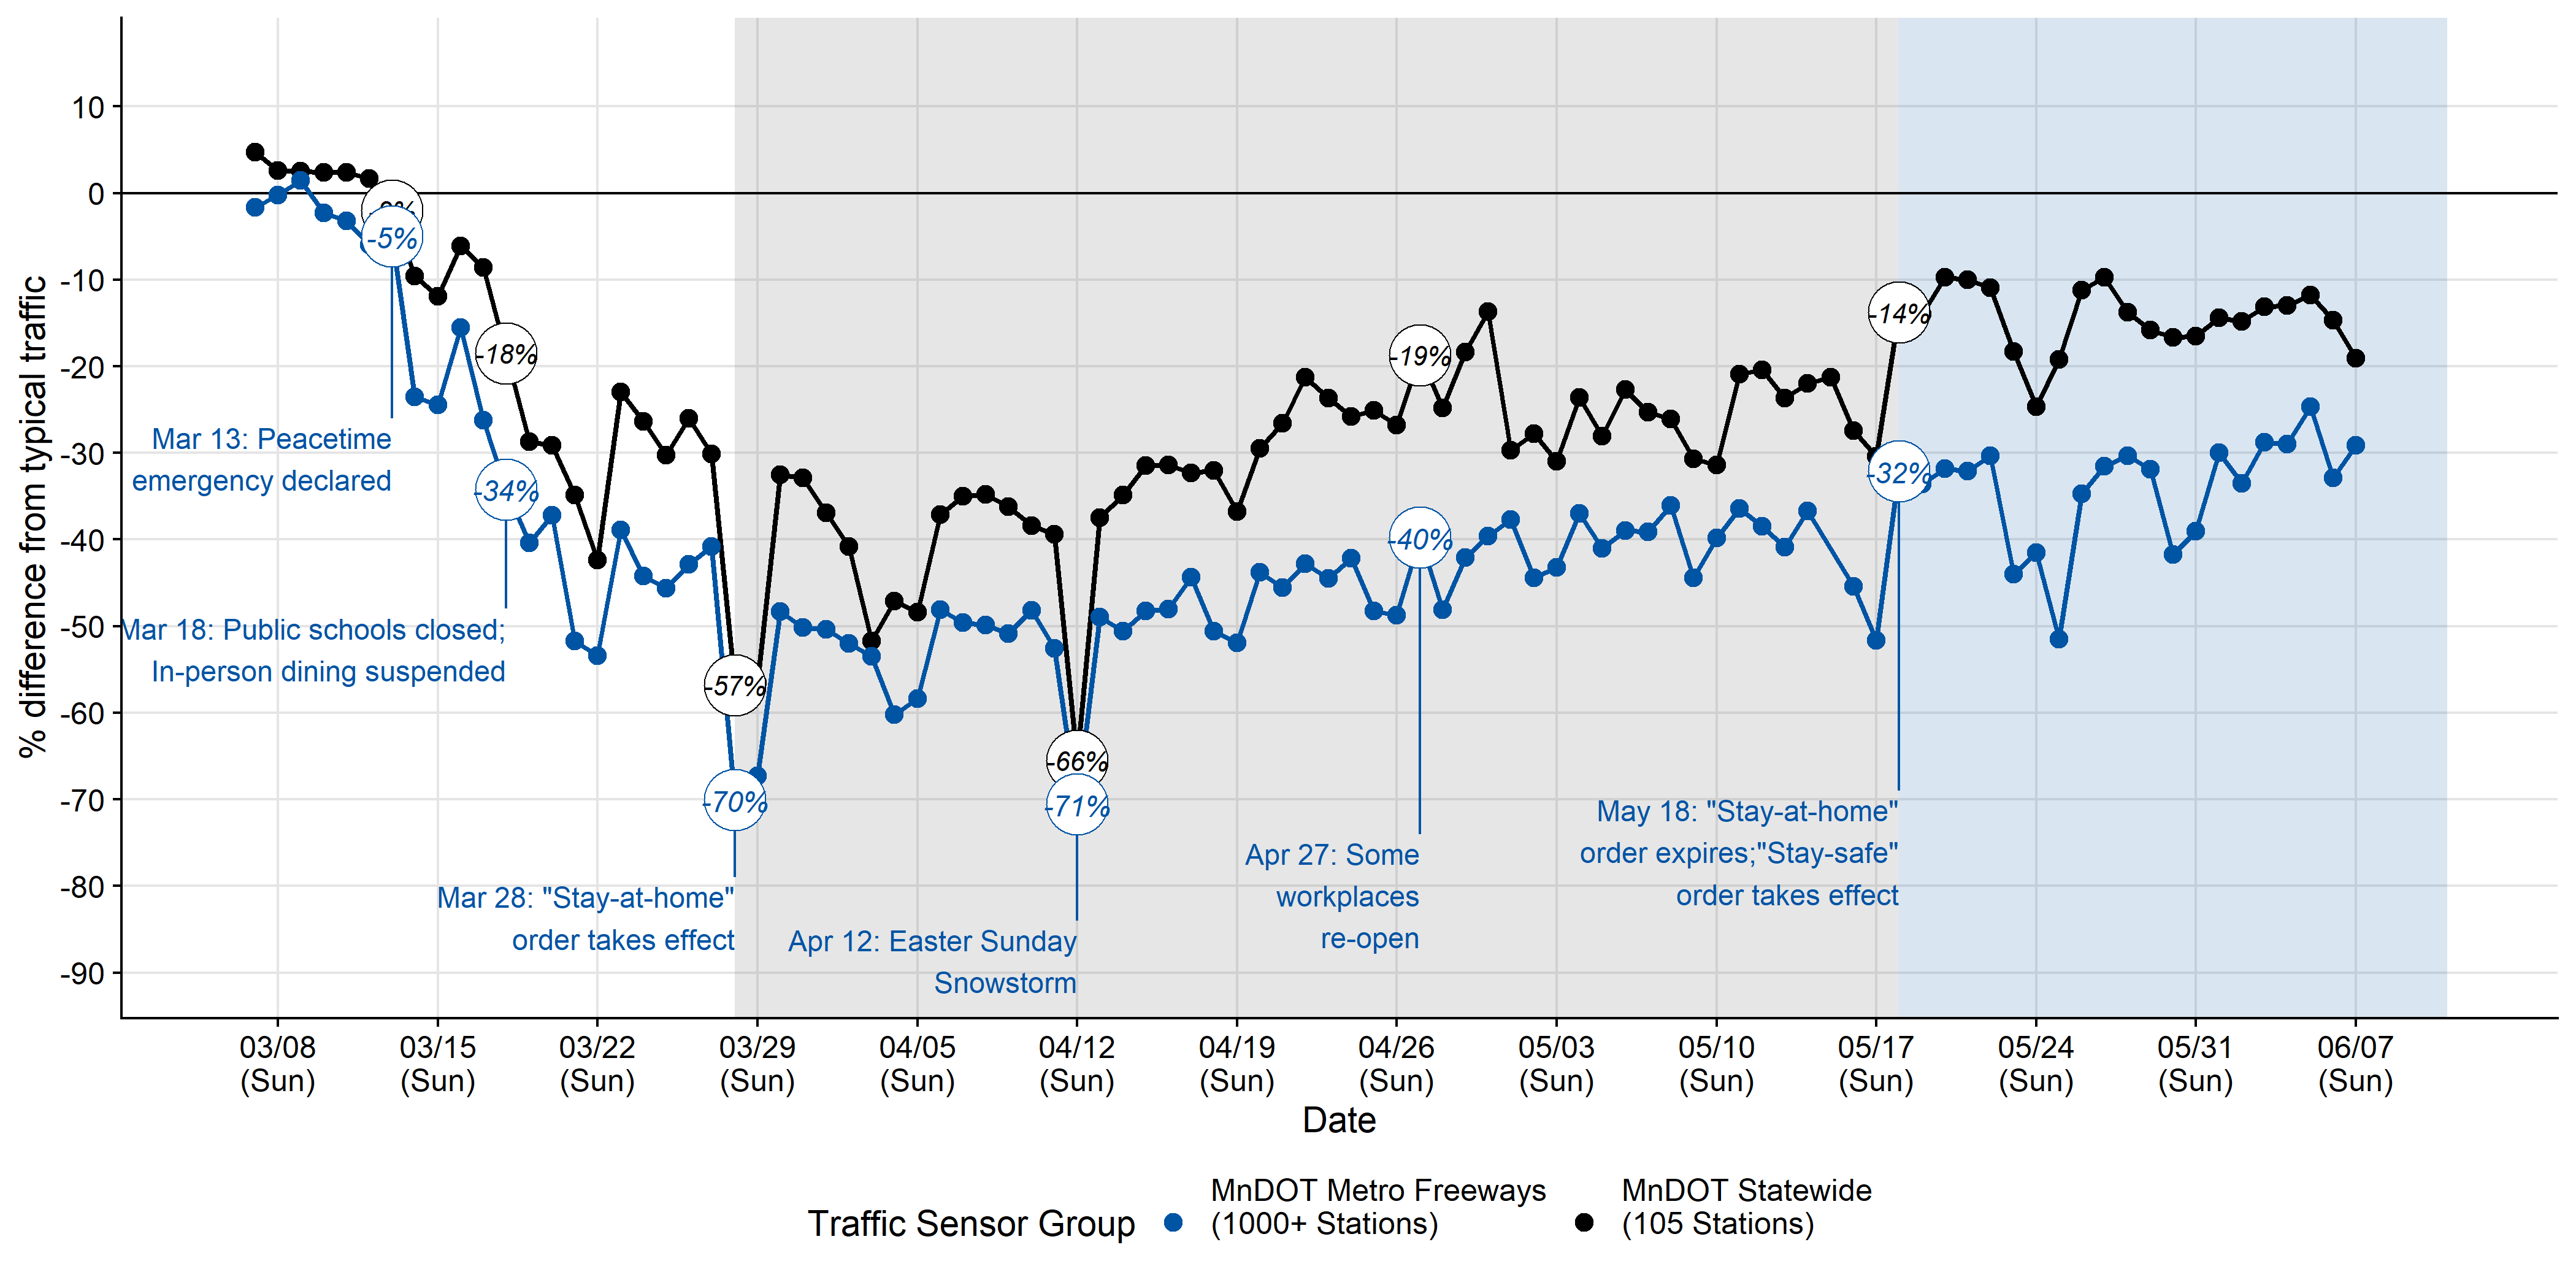 % difference from typical traffic
10
0
-10
-20
-30
-40
-50
-60
-70
-80
-90
-5%
-18%
-34%
-57%
-70%
-66%
-71%
-19%
-40%
-14%
-32%
Mar 13: Peacetime
emergency declared
Mar 18: Public schools closed;
In-person dining suspended
Mar 28: "Stay-at-home"
order takes effect
Apr 12: Easter Sunday
Snowstorm
Apr 27: Some
workplaces
re-open
May 18: "Stay-at-home"
order expires;"Stay-safe"
order takes effect
03/08 03/15 03/22 03/29 04/05 04/12 04/19 04/26 05/03 05/10 05/17 05/24 05/31 06/07
(Sun) (Sun) (Sun) (Sun) (Sun) (Sun) (Sun) (Sun) (Sun) (Sun) (Sun) (Sun) (Sun) (Sun)
Date
Traffic Sensor Group
MnDOT Metro Freeways
(1000+ Stations)
MnDOT Statewide
(105 Stations)